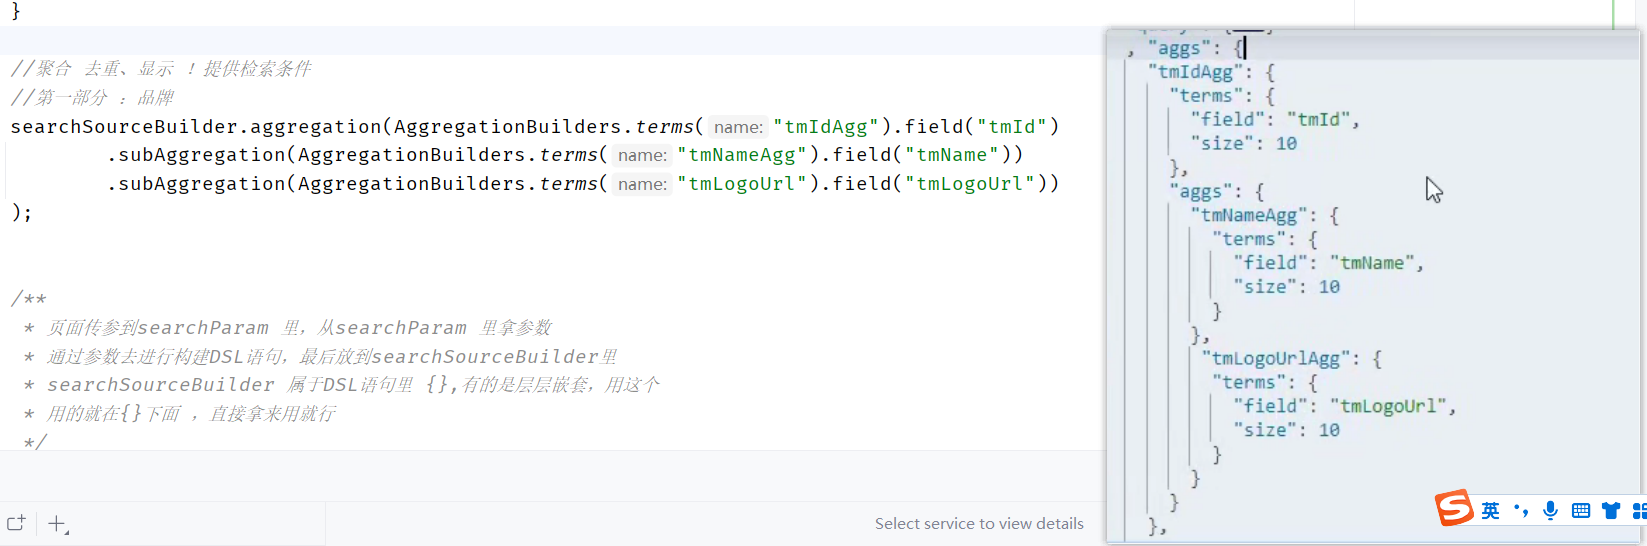 }
//聚合 去重、显示 ！提供检索条件
//第一部分 ：品牌
searchSourceBuilder.aggregation(AggregationBuilders.terms( name: "tmIdAgg").field("tmId")
.subAggregation(AggregationBuilders.terms( name: "tmNameAgg").field("tmName"))
.subAggregation(AggregationBuilders.terms( name: "tmLogoUrl").field("tmLogoUrl"))
);
/**
* 页面传参到searchParam 里，从searchParam 里拿参数
* 通过参数去进行构建DSL语句，最后放到searchSourceBuilder里
* searchSourceBuilder 属于DSL语句里 {},有的是层层嵌套，用这个
* 用的就在{}下面 ，直接拿来用就行
*/
Select service to view details
, "aggs": {
"tmIdAgg": {
"terms": {
"field": "tmId",
"size": 10
},
"aggs": {
"tmNameAgg": {
"terms": {
"field": "tmName",
"size": 10
}
},
"tmLogoUrlAgg": {
"terms": {
"field": "tmLogoUrl",
"size": 10
}
}
}
},
S 英